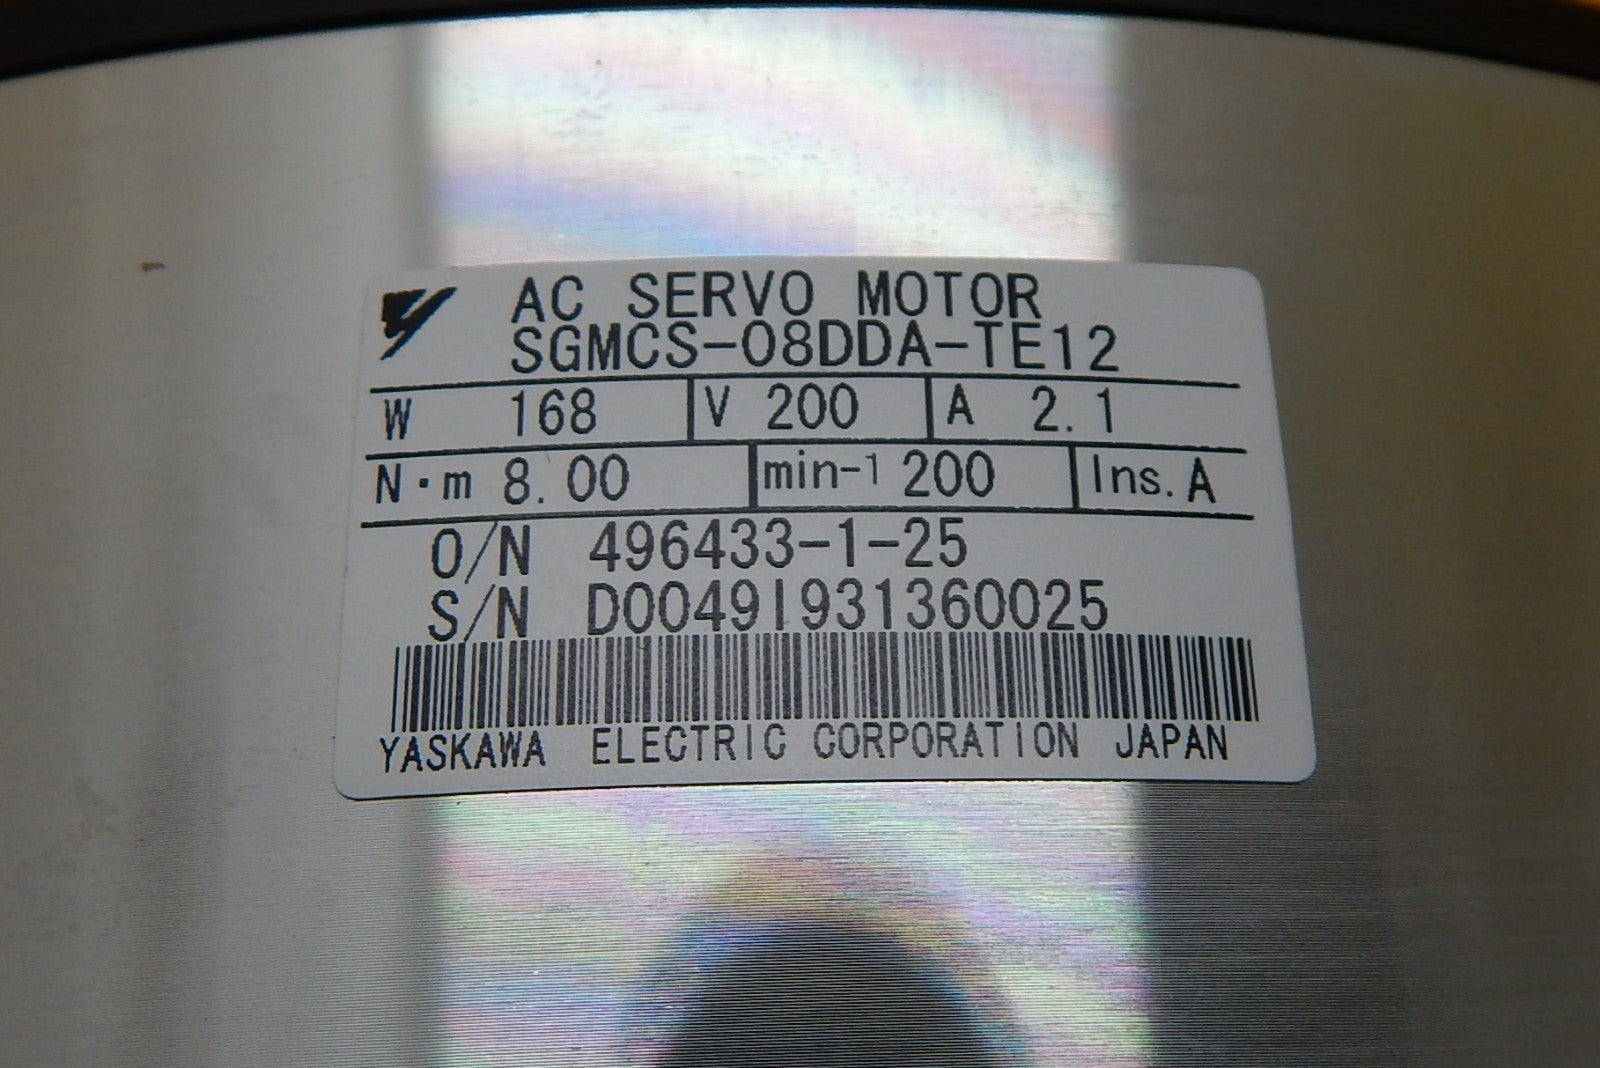 AC SERVO MOTOR
SGMCS-08DDA-TE12
W 168 V 200 A 2.1
N·m 8.00 min-1 200 Ins. A
O/N 496433-1-25
S/N D0049I931360025
YASKAWA ELECTRIC CORPORATION JAPAN